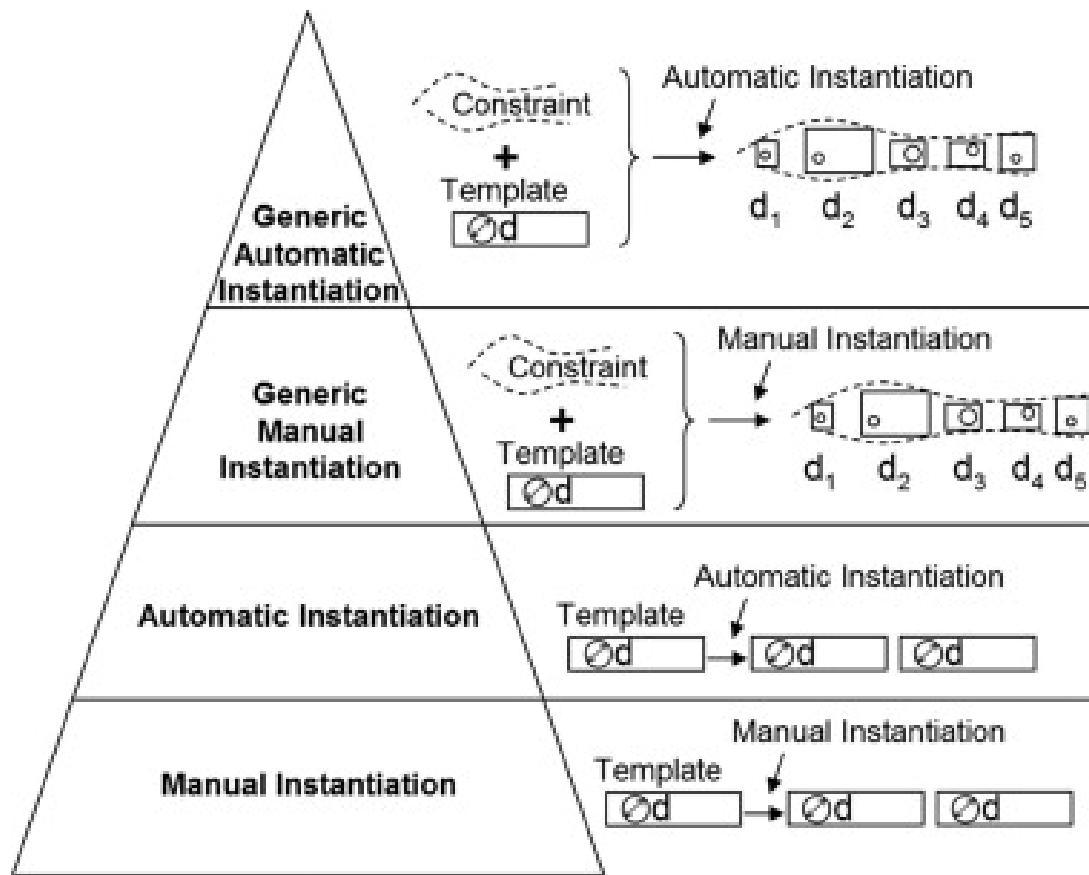 Constraint
+
Template
∅d
Automatic Instantiation
d₁ d₂ d₃ d₄ d₅
Generic
Automatic
Instantiation
Constraint
+
Template
∅d
Manual Instantiation
d₁ d₂ d₃ d₄ d₅
Generic
Manual
Instantiation
Automatic Instantiation
Template
∅d ∅d ∅d
Automatic Instantiation
Manual Instantiation
Template
∅d ∅d ∅d
Manual Instantiation